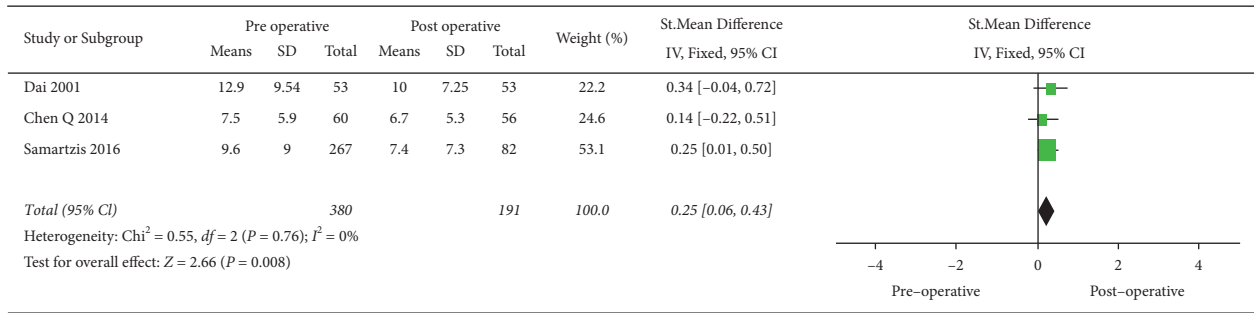 Study or Subgroup Pre operative Post operative Weight (%) St.Mean Difference St.Mean Difference
Means SD Total Means SD Total IV, Fixed, 95% CI IV, Fixed, 95% CI
Dai 2001 12.9 9.54 53 10 7.25 53 22.2 0.34 [–0.04, 0.72]
Chen Q 2014 7.5 5.9 60 6.7 5.3 56 24.6 0.14 [–0.22, 0.51]
Samartzis 2016 9.6 9 267 7.4 7.3 82 53.1 0.25 [0.01, 0.50]
Total (95% Cl) 380 191 100.0 0.25 [0.06, 0.43]
Heterogeneity: Chi² = 0.55, df = 2 (P = 0.76); I² = 0%
Test for overall effect: Z = 2.66 (P = 0.008)
–4 –2 0 2 4
Pre–operative Post–operative